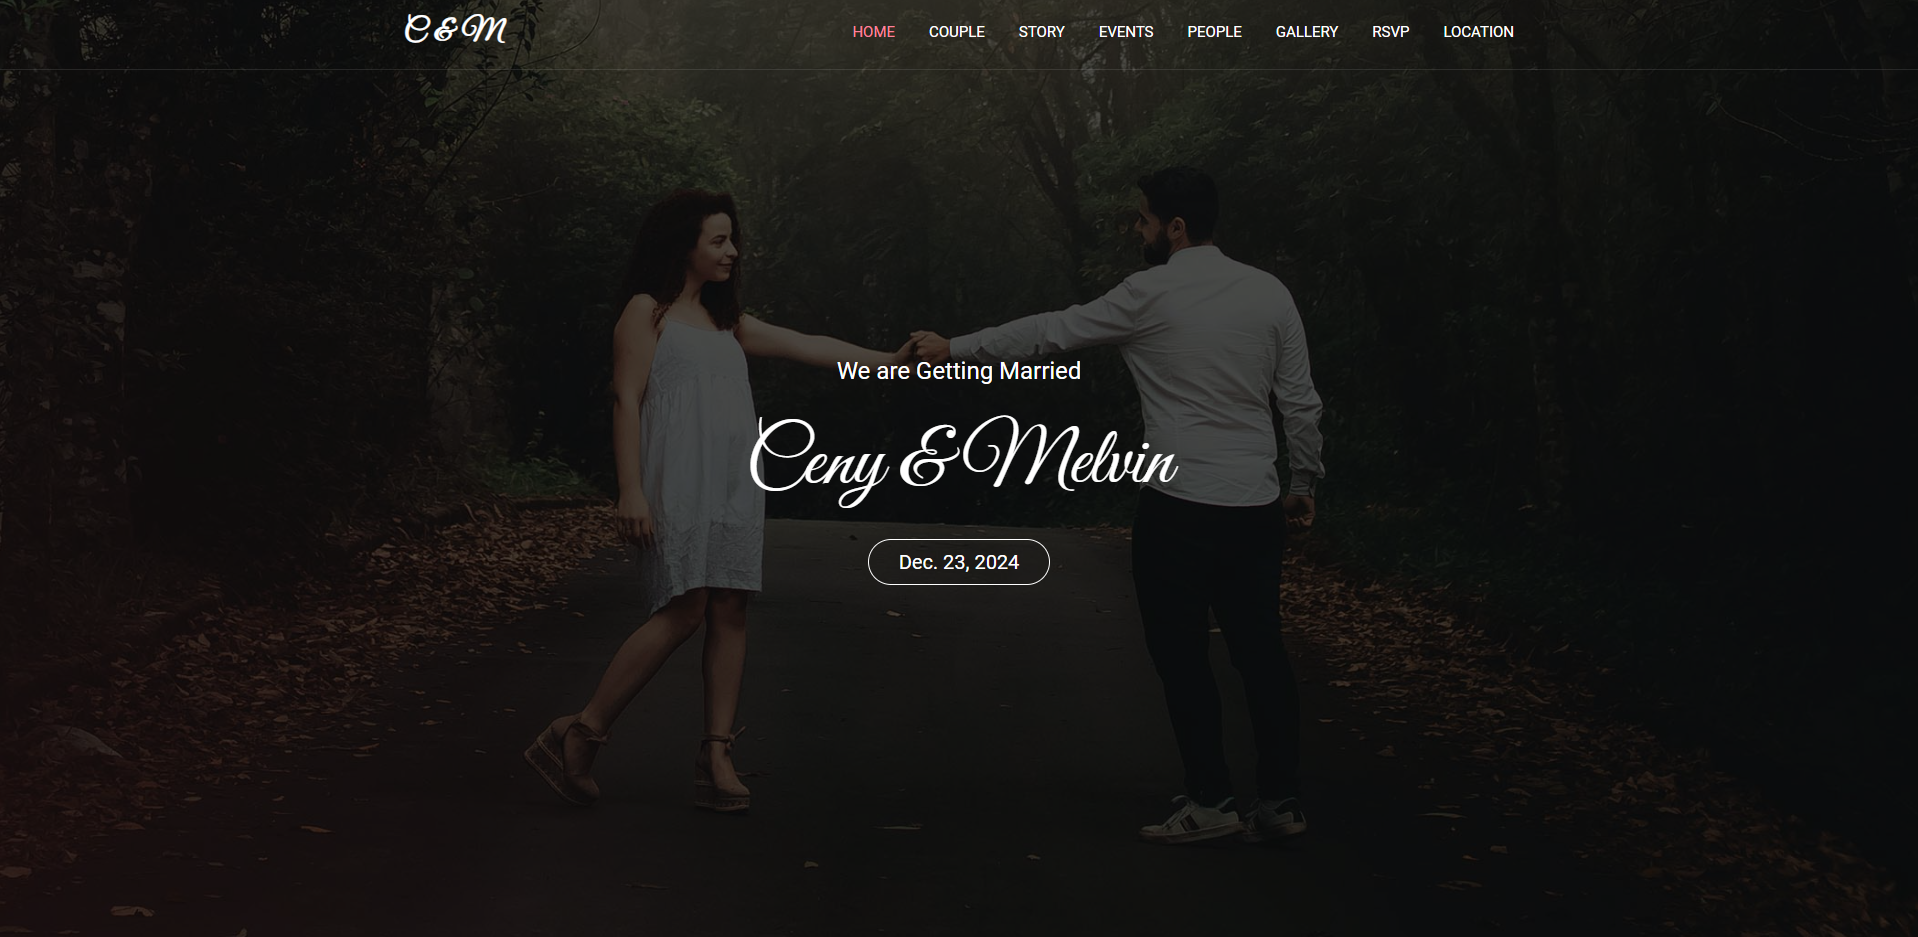 C & M
HOME COUPLE STORY EVENTS PEOPLE GALLERY RSVP LOCATION
We are Getting Married
Ceny & Melvin
Dec. 23, 2024